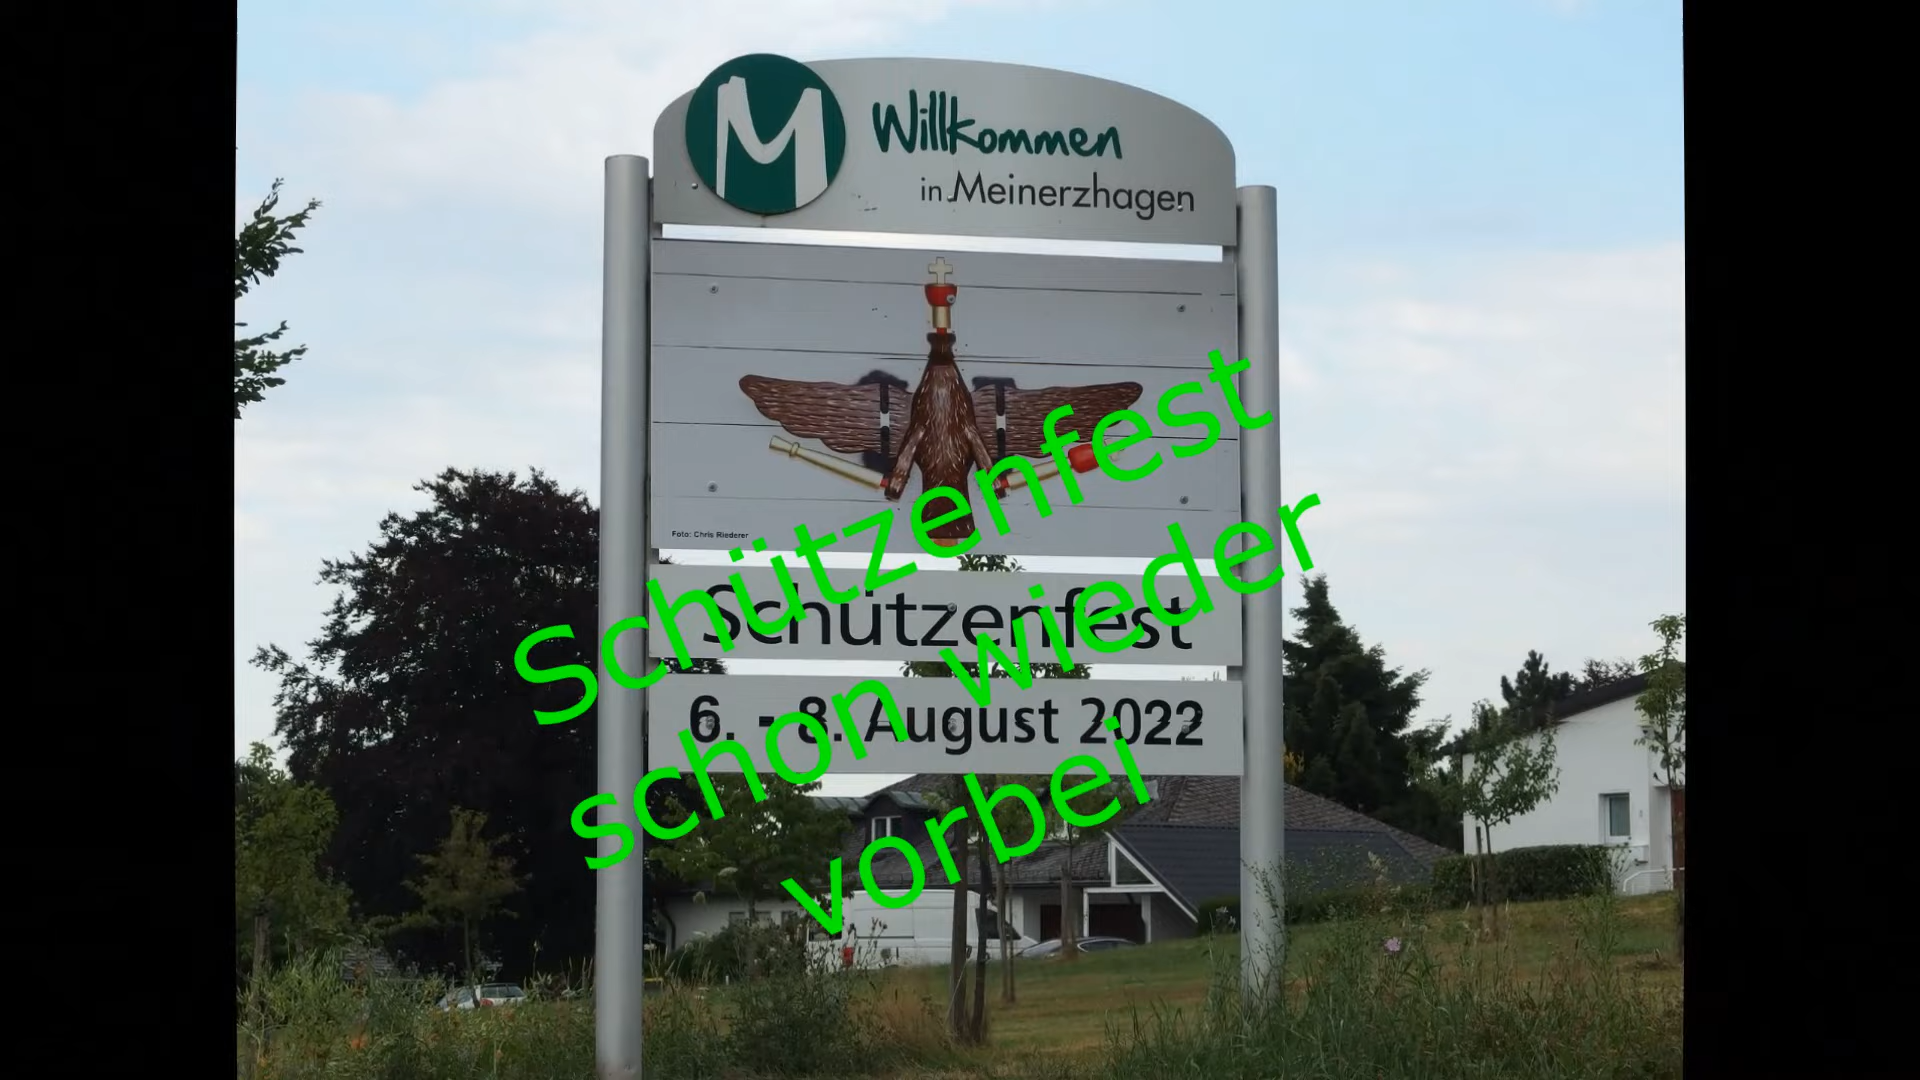 M
Willkommen
in Meinerzhagen
Foto: Chris Riederer
Schützenfest
6. - 8. August 2022
Schützenfest
schon wieder
vorbei